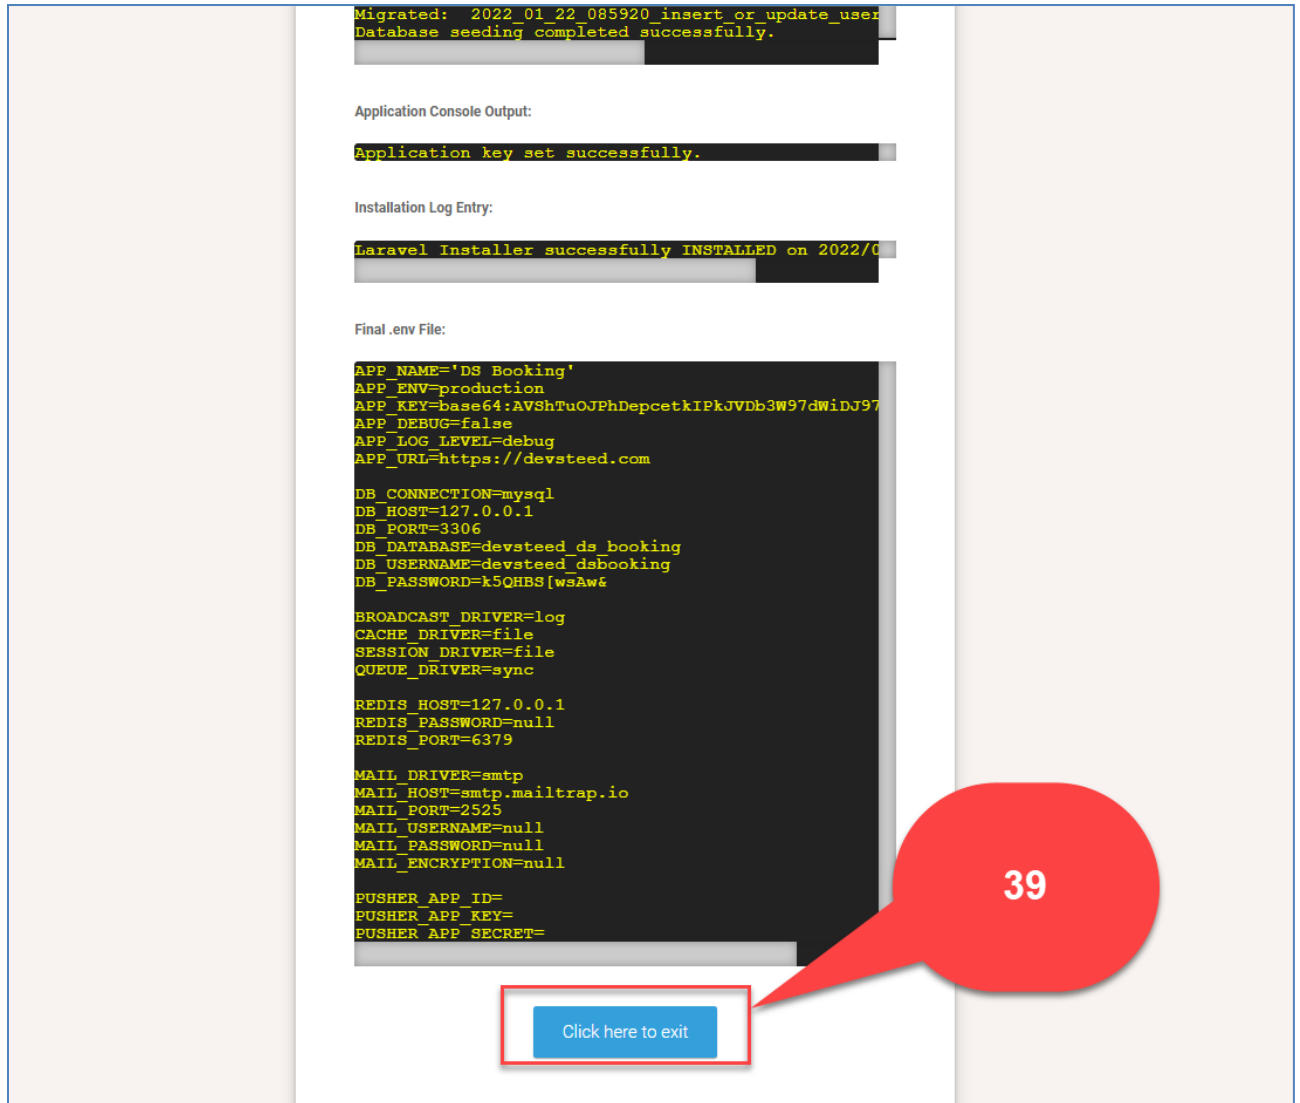 Migrated:  2022_01_22_085920_insert_or_update_user
Database seeding completed successfully.
Application Console Output:
Application key set successfully.
Installation Log Entry:
Laravel Installer successfully INSTALLED on 2022/0
Final .env File:
APP_NAME='DS Booking'
APP_ENV=production
APP_KEY=base64:AVShTuOJPhDepcetkIPkJVDb3W97dWiDJ97
APP_DEBUG=false
APP_LOG_LEVEL=debug
APP_URL=https://devsteed.com
DB_CONNECTION=mysql
DB_HOST=127.0.0.1
DB_PORT=3306
DB_DATABASE=devsteed_ds_booking
DB_USERNAME=devsteed_dsbooking
DB_PASSWORD=k5QHBS[wsAw&
BROADCAST_DRIVER=log
CACHE_DRIVER=file
SESSION_DRIVER=file
QUEUE_DRIVER=sync
REDIS_HOST=127.0.0.1
REDIS_PASSWORD=null
REDIS_PORT=6379
MAIL_DRIVER=smtp
MAIL_HOST=smtp.mailtrap.io
MAIL_PORT=2525
MAIL_USERNAME=null
MAIL_PASSWORD=null
MAIL_ENCRYPTION=null
PUSHER_APP_ID=
PUSHER_APP_KEY=
PUSHER_APP_SECRET=
39
Click here to exit